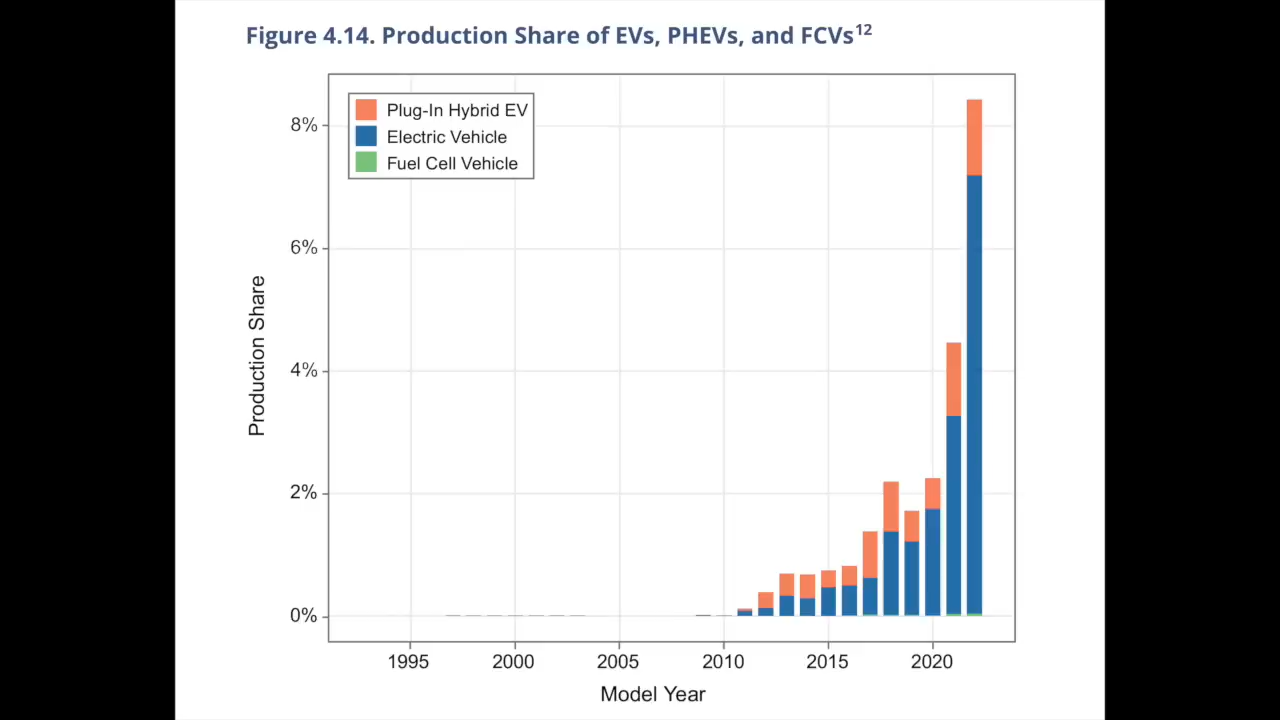 Figure 4.14. Production Share of EVs, PHEVs, and FCVs12
Plug-In Hybrid EV
Electric Vehicle
Fuel Cell Vehicle
8%
6%
4%
2%
0%
Production Share
1995 2000 2005 2010 2015 2020
Model Year